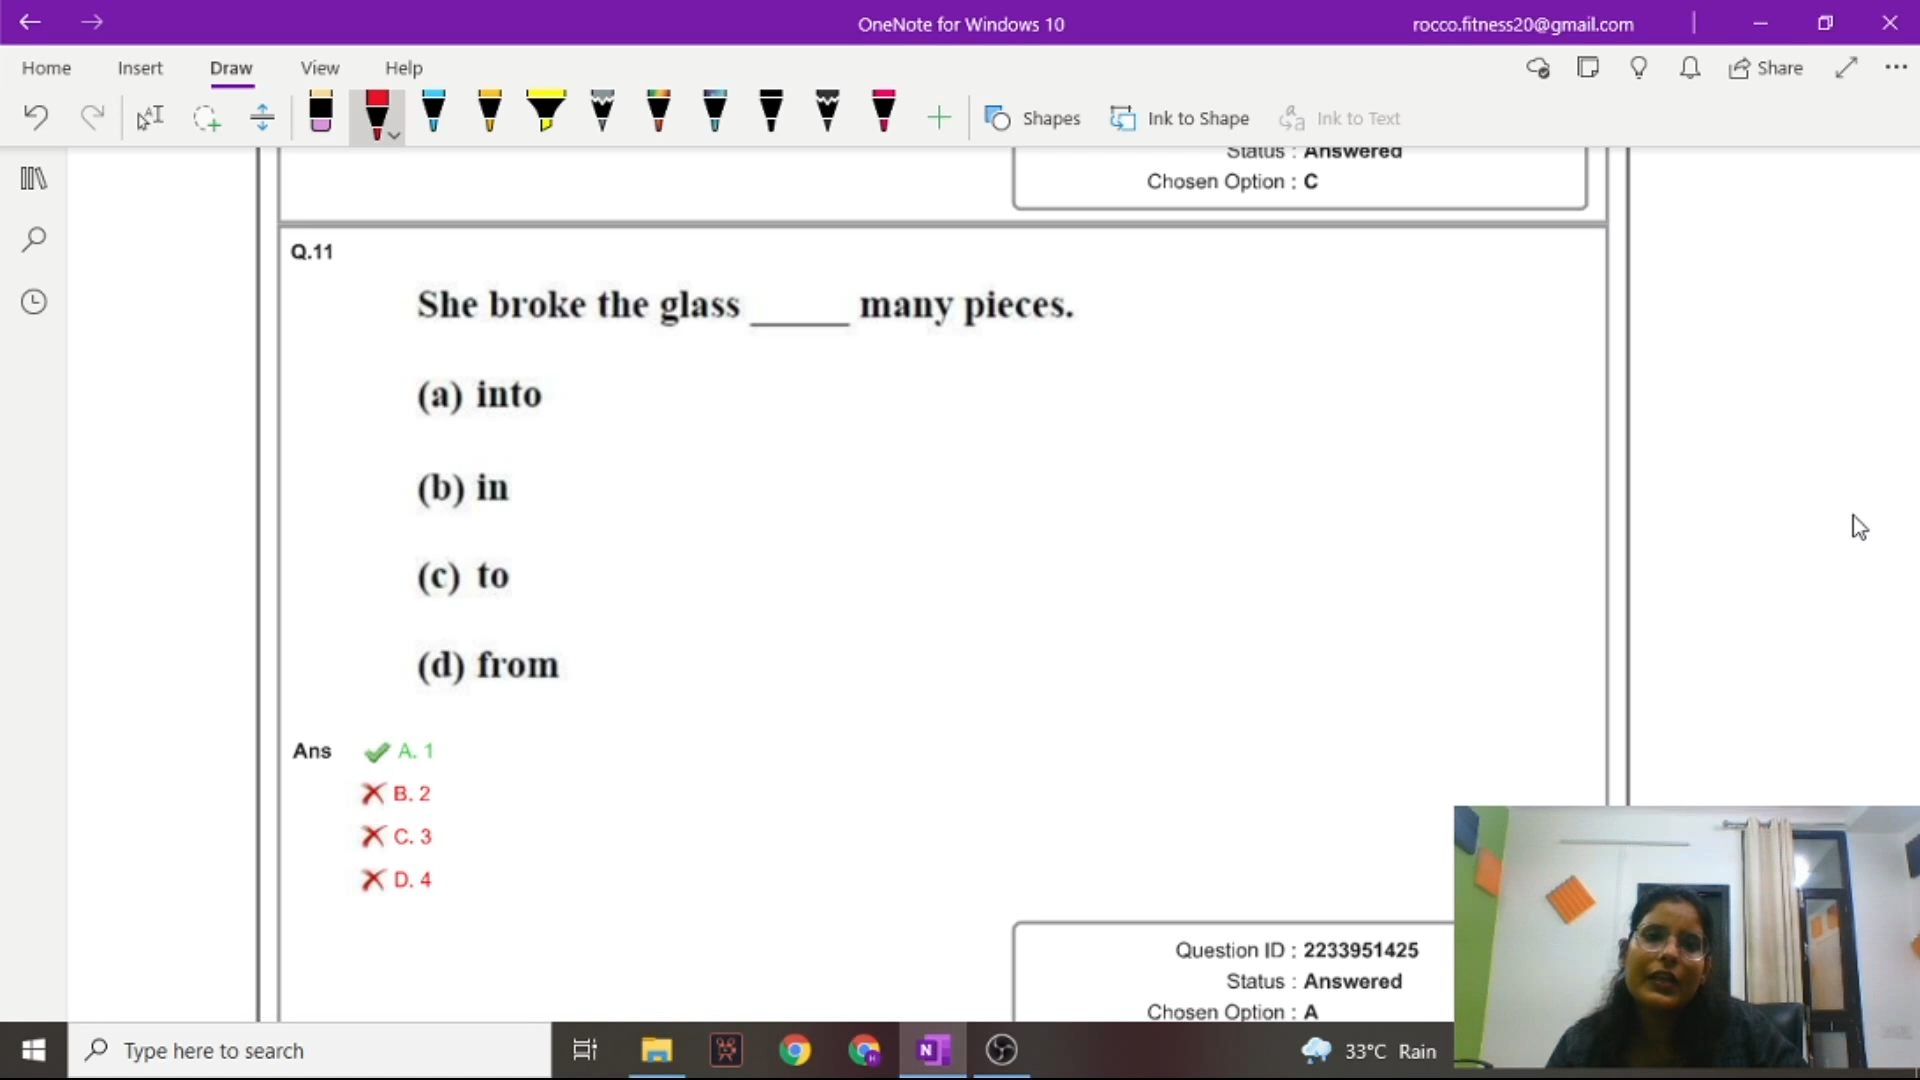 OneNote for Windows 10
rocco.fitness20@gmail.com
Home Insert Draw View Help
Share
Shapes
Ink to Shape
Ink to Text
Status : Answered
Chosen Option : C
Q.11
She broke the glass _____ many pieces.
(a) into
(b) in
(c) to
(d) from
Ans A. 1
B. 2
C. 3
D. 4
Question ID : 2233951425
Status : Answered
Chosen Option : A
Type here to search
33°C Rain